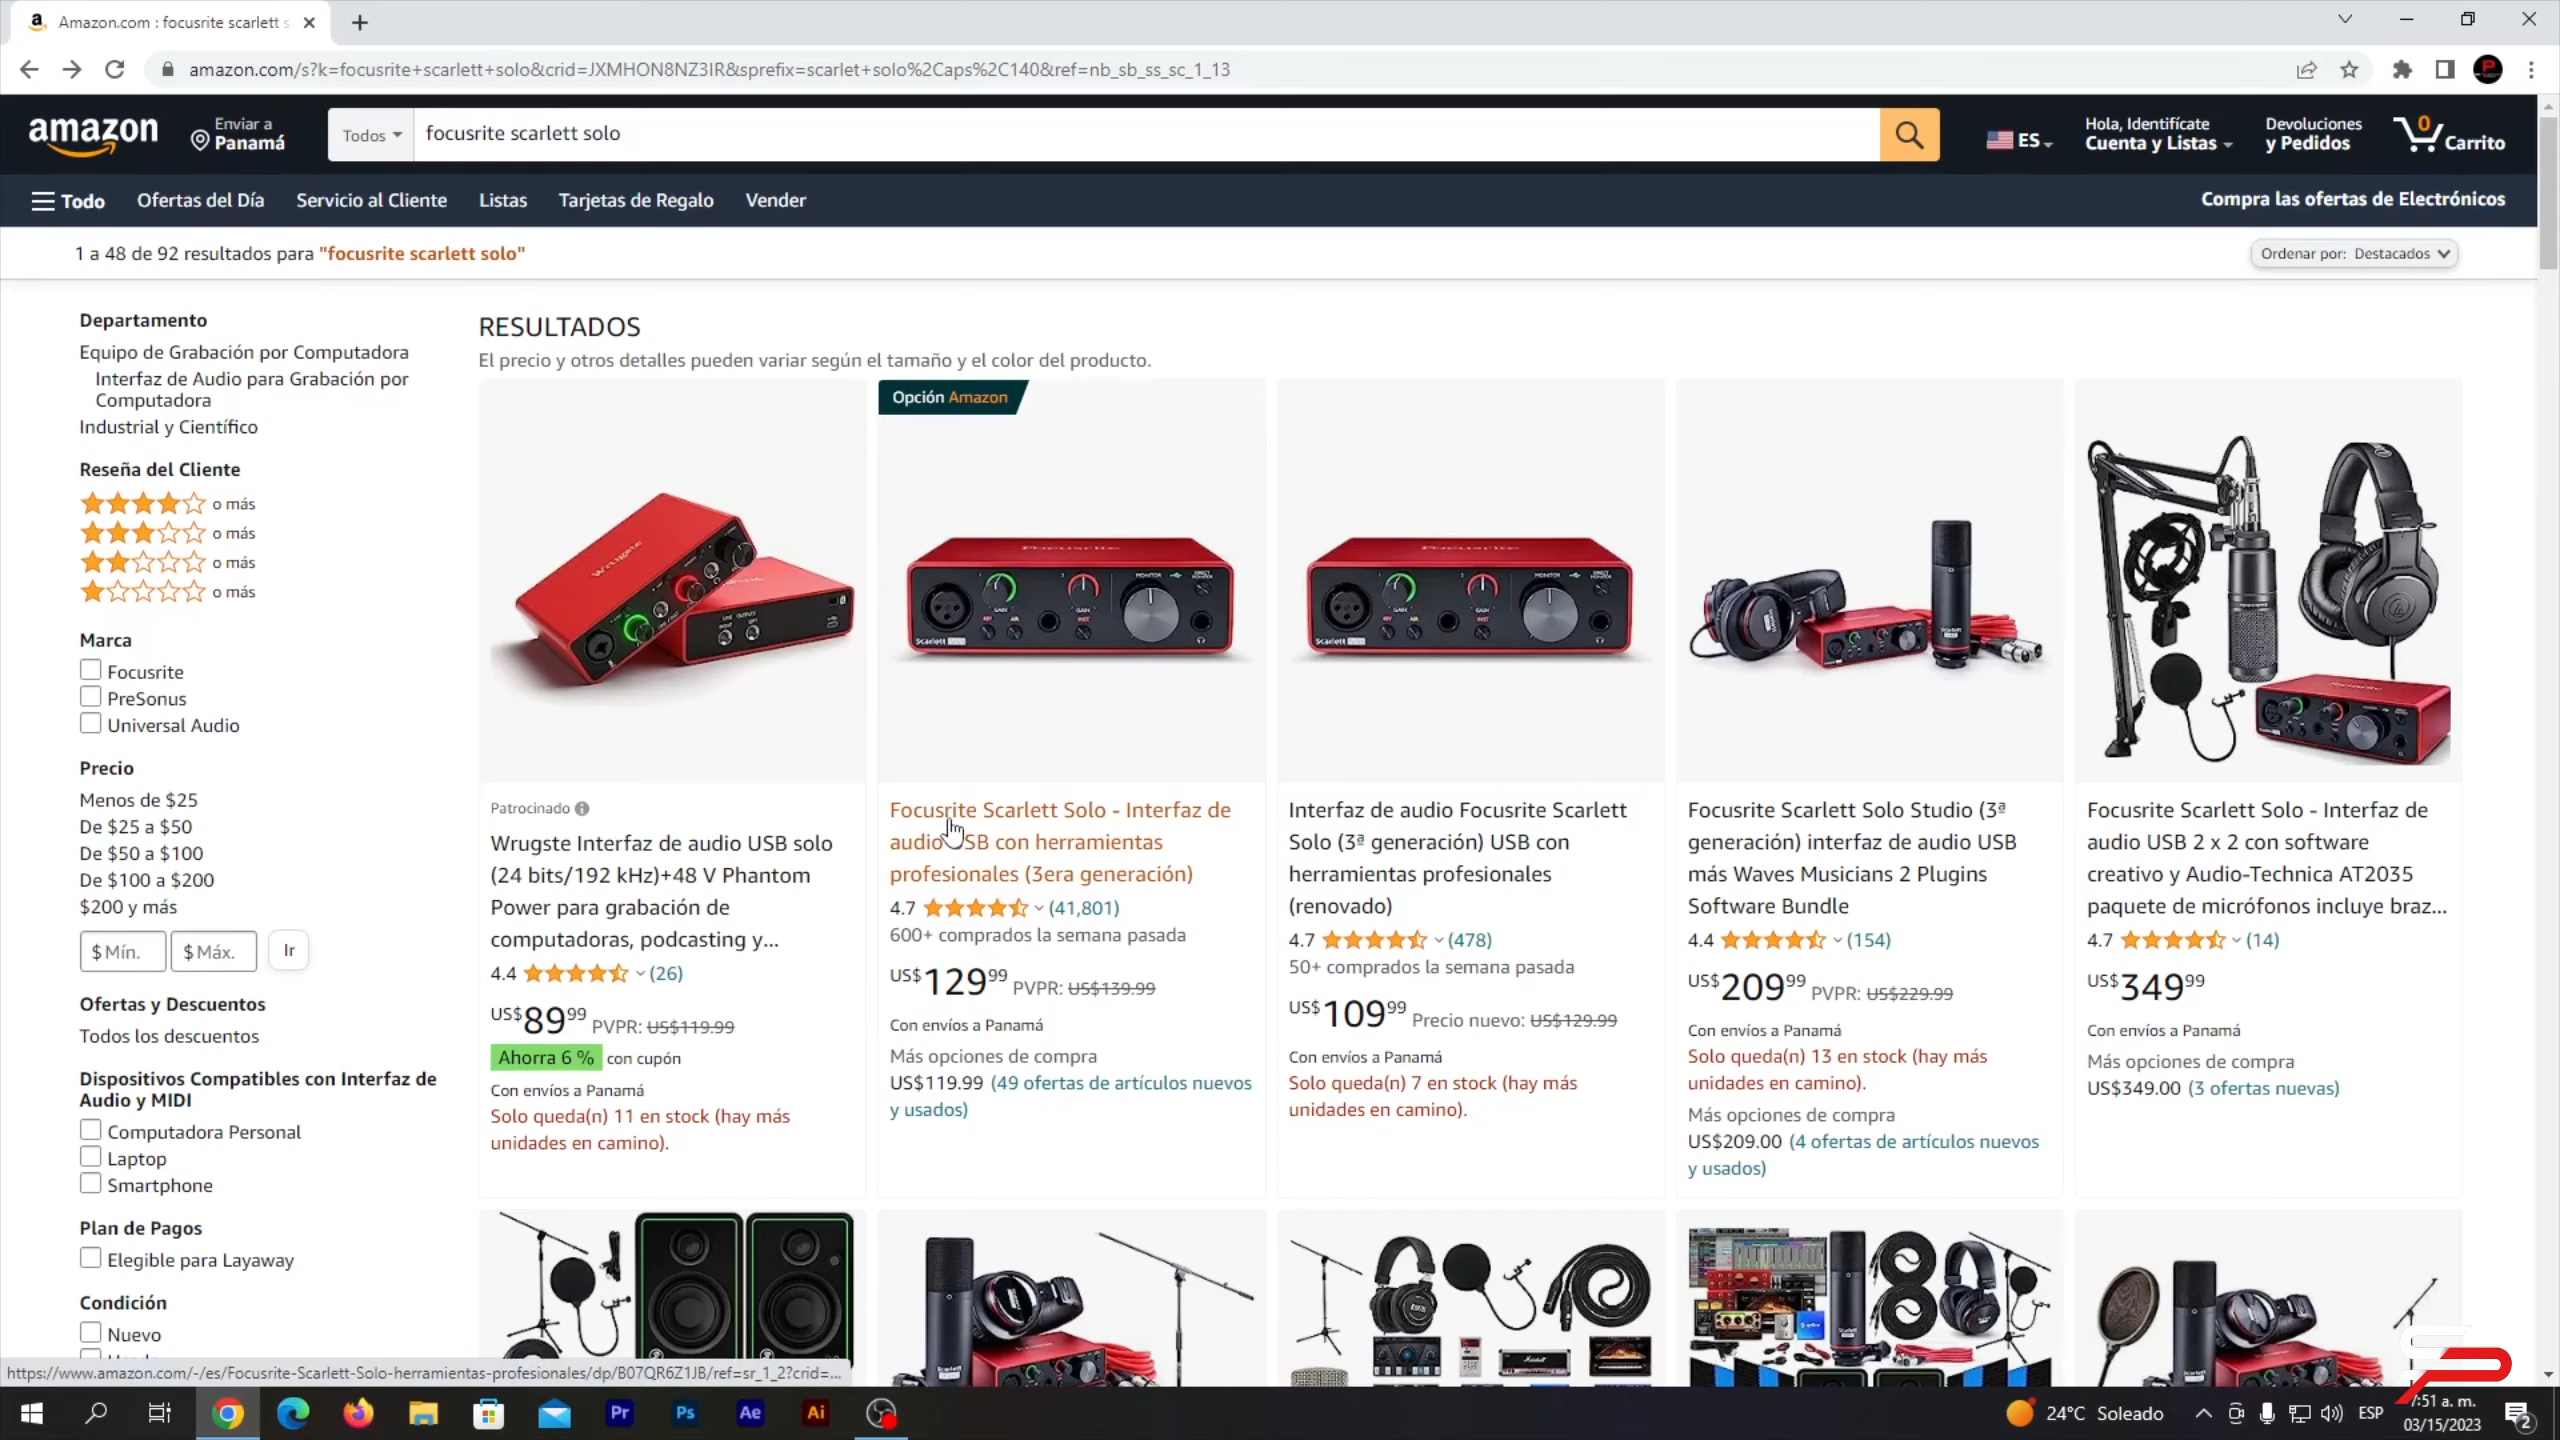 Amazon.com : focusrite scarlett s
amazon.com/s?k=focusrite+scarlett+solo&crid=JXMHON8NZ3IR&sprefix=scarlet+solo%2Caps%2C140&ref=nb_sb_ss_sc_1_13
amazon
Enviar a
Panamá
Todos
focusrite scarlett solo
ES
Hola, Identifícate
Cuenta y Listas
Devoluciones
y Pedidos
0
Carrito
Todo
Ofertas del Día
Servicio al Cliente
Listas
Tarjetas de Regalo
Vender
Compra las ofertas de Electrónicos
1 a 48 de 92 resultados para "focusrite scarlett solo"
Ordenar por: Destacados
Departamento
Equipo de Grabación por Computadora
Interfaz de Audio para Grabación por
Computadora
Industrial y Científico
Reseña del Cliente
o más
o más
o más
o más
Marca
Focusrite
PreSonus
Universal Audio
Precio
Menos de $25
De $25 a $50
De $50 a $100
De $100 a $200
$200 y más
$ Mín.
$ Máx.
Ir
Ofertas y Descuentos
Todos los descuentos
Dispositivos Compatibles con Interfaz de
Audio y MIDI
Computadora Personal
Laptop
Smartphone
Plan de Pagos
Elegible para Layaway
Condición
Nuevo
RESULTADOS
El precio y otros detalles pueden variar según el tamaño y el color del producto.
Patrocinado
Wrugste Interfaz de audio USB solo
(24 bits/192 kHz)+48 V Phantom
Power para grabación de
computadoras, podcasting y...
4.4 (26)
US$89.99 PVPR: US$119.99
Ahorra 6 % con cupón
Con envíos a Panamá
Solo queda(n) 11 en stock (hay más
unidades en camino).
Opción Amazon
Focusrite
Scarlett Solo
Focusrite Scarlett Solo - Interfaz de
audio USB con herramientas
profesionales (3era generación)
4.7 (41,801)
600+ comprados la semana pasada
US$129.99 PVPR: US$139.99
Con envíos a Panamá
Más opciones de compra
US$119.99 (49 ofertas de artículos nuevos
y usados)
Focusrite
Scarlett Solo
Interfaz de audio Focusrite Scarlett
Solo (3ª generación) USB con
herramientas profesionales
(renovado)
4.7 (478)
50+ comprados la semana pasada
US$109.99 Precio nuevo: US$129.99
Con envíos a Panamá
Solo queda(n) 7 en stock (hay más
unidades en camino).
Focusrite Scarlett Solo Studio (3ª
generación) interfaz de audio USB
más Waves Musicians 2 Plugins
Software Bundle
4.4 (154)
US$209.99 PVPR: US$229.99
Con envíos a Panamá
Solo queda(n) 13 en stock (hay más
unidades en camino).
Más opciones de compra
US$209.00 (4 ofertas de artículos nuevos
y usados)
Focusrite Scarlett Solo - Interfaz de
audio USB 2 x 2 con software
creativo y Audio-Technica AT2035
paquete de micrófonos incluye braz...
4.7 (14)
US$349.99
Con envíos a Panamá
Más opciones de compra
US$349.00 (3 ofertas nuevas)
https://www.amazon.com/-/es/Focusrite-Scarlett-Solo-herramientas-profesionales/dp/B07QR6Z1JB/ref=sr_1_2?crid=...
Pr
Ps
Ae
Ai
24°C Soleado
ESP
7:51 a. m.
03/15/2023
2